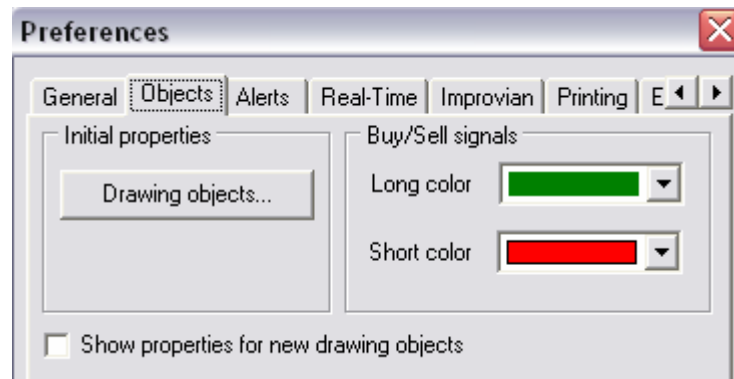 Preferences
General Objects Alerts Real-Time Improvian Printing E
Initial properties
Drawing objects...
Buy/Sell signals
Long color
Short color
Show properties for new drawing objects